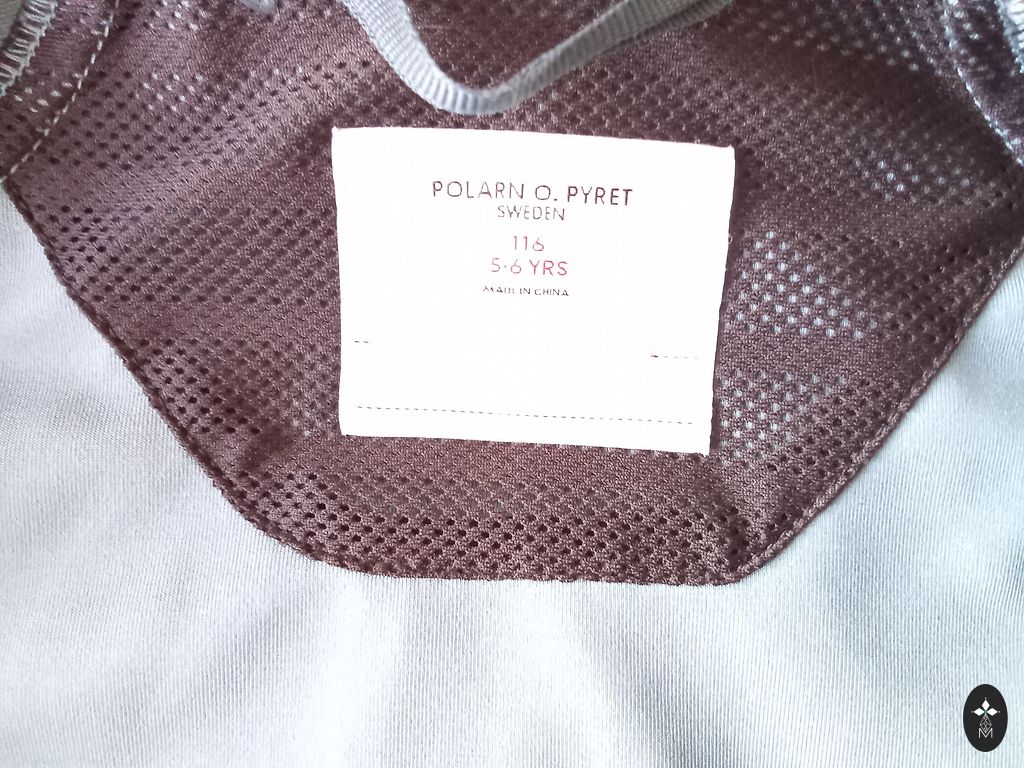 POLARN O. PYRET
SWEDEN
116
5-6 YRS
MADE IN CHINA
M